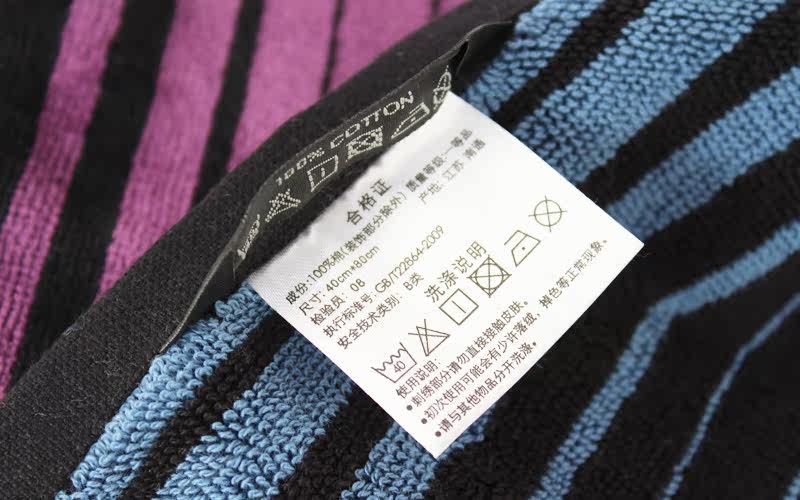 100% COTTON
合格证
成份:100%棉(装饰部分除外) 质量等级:一等品
尺寸: 40cm*80cm 产地: 江苏.南通
检验员: 08
执行标准号: GB/T22864-2009
安全技术类别: B类
洗涤说明
40
使用说明:
●刺绣部分请勿直接接触皮肤。
●初次使用可能会有少许落绒,掉色等正常现象。
●请与其他物品分开洗涤。